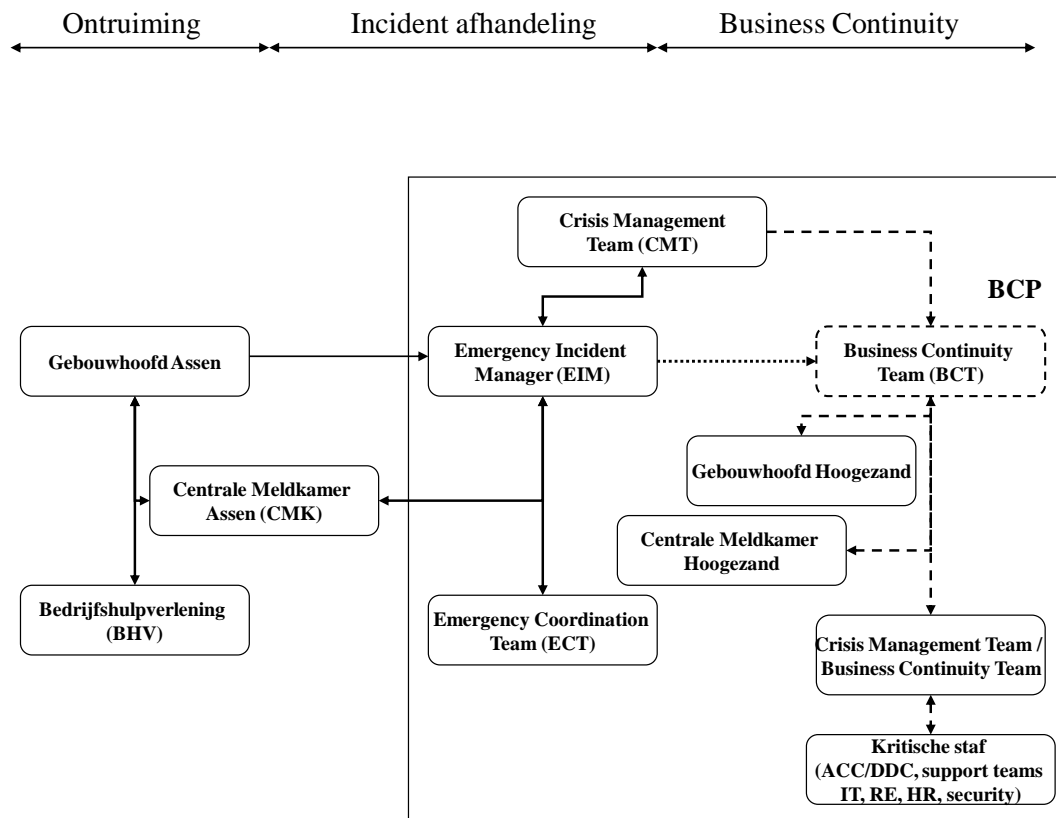 Ontruiming
Incident afhandeling
Business Continuity
Crisis Management
Team (CMT)
BCP
Gebouwhoofd Assen
Emergency Incident
Manager (EIM)
Business Continuity
Team (BCT)
Gebouwhoofd Hoogezand
Centrale Meldkamer
Assen (CMK)
Centrale Meldkamer
Hoogezand
Bedrijfshulpverlening
(BHV)
Emergency Coordination
Team (ECT)
Crisis Management Team /
Business Continuity Team
Kritische staf
(ACC/DDC, support teams
IT, RE, HR, security)